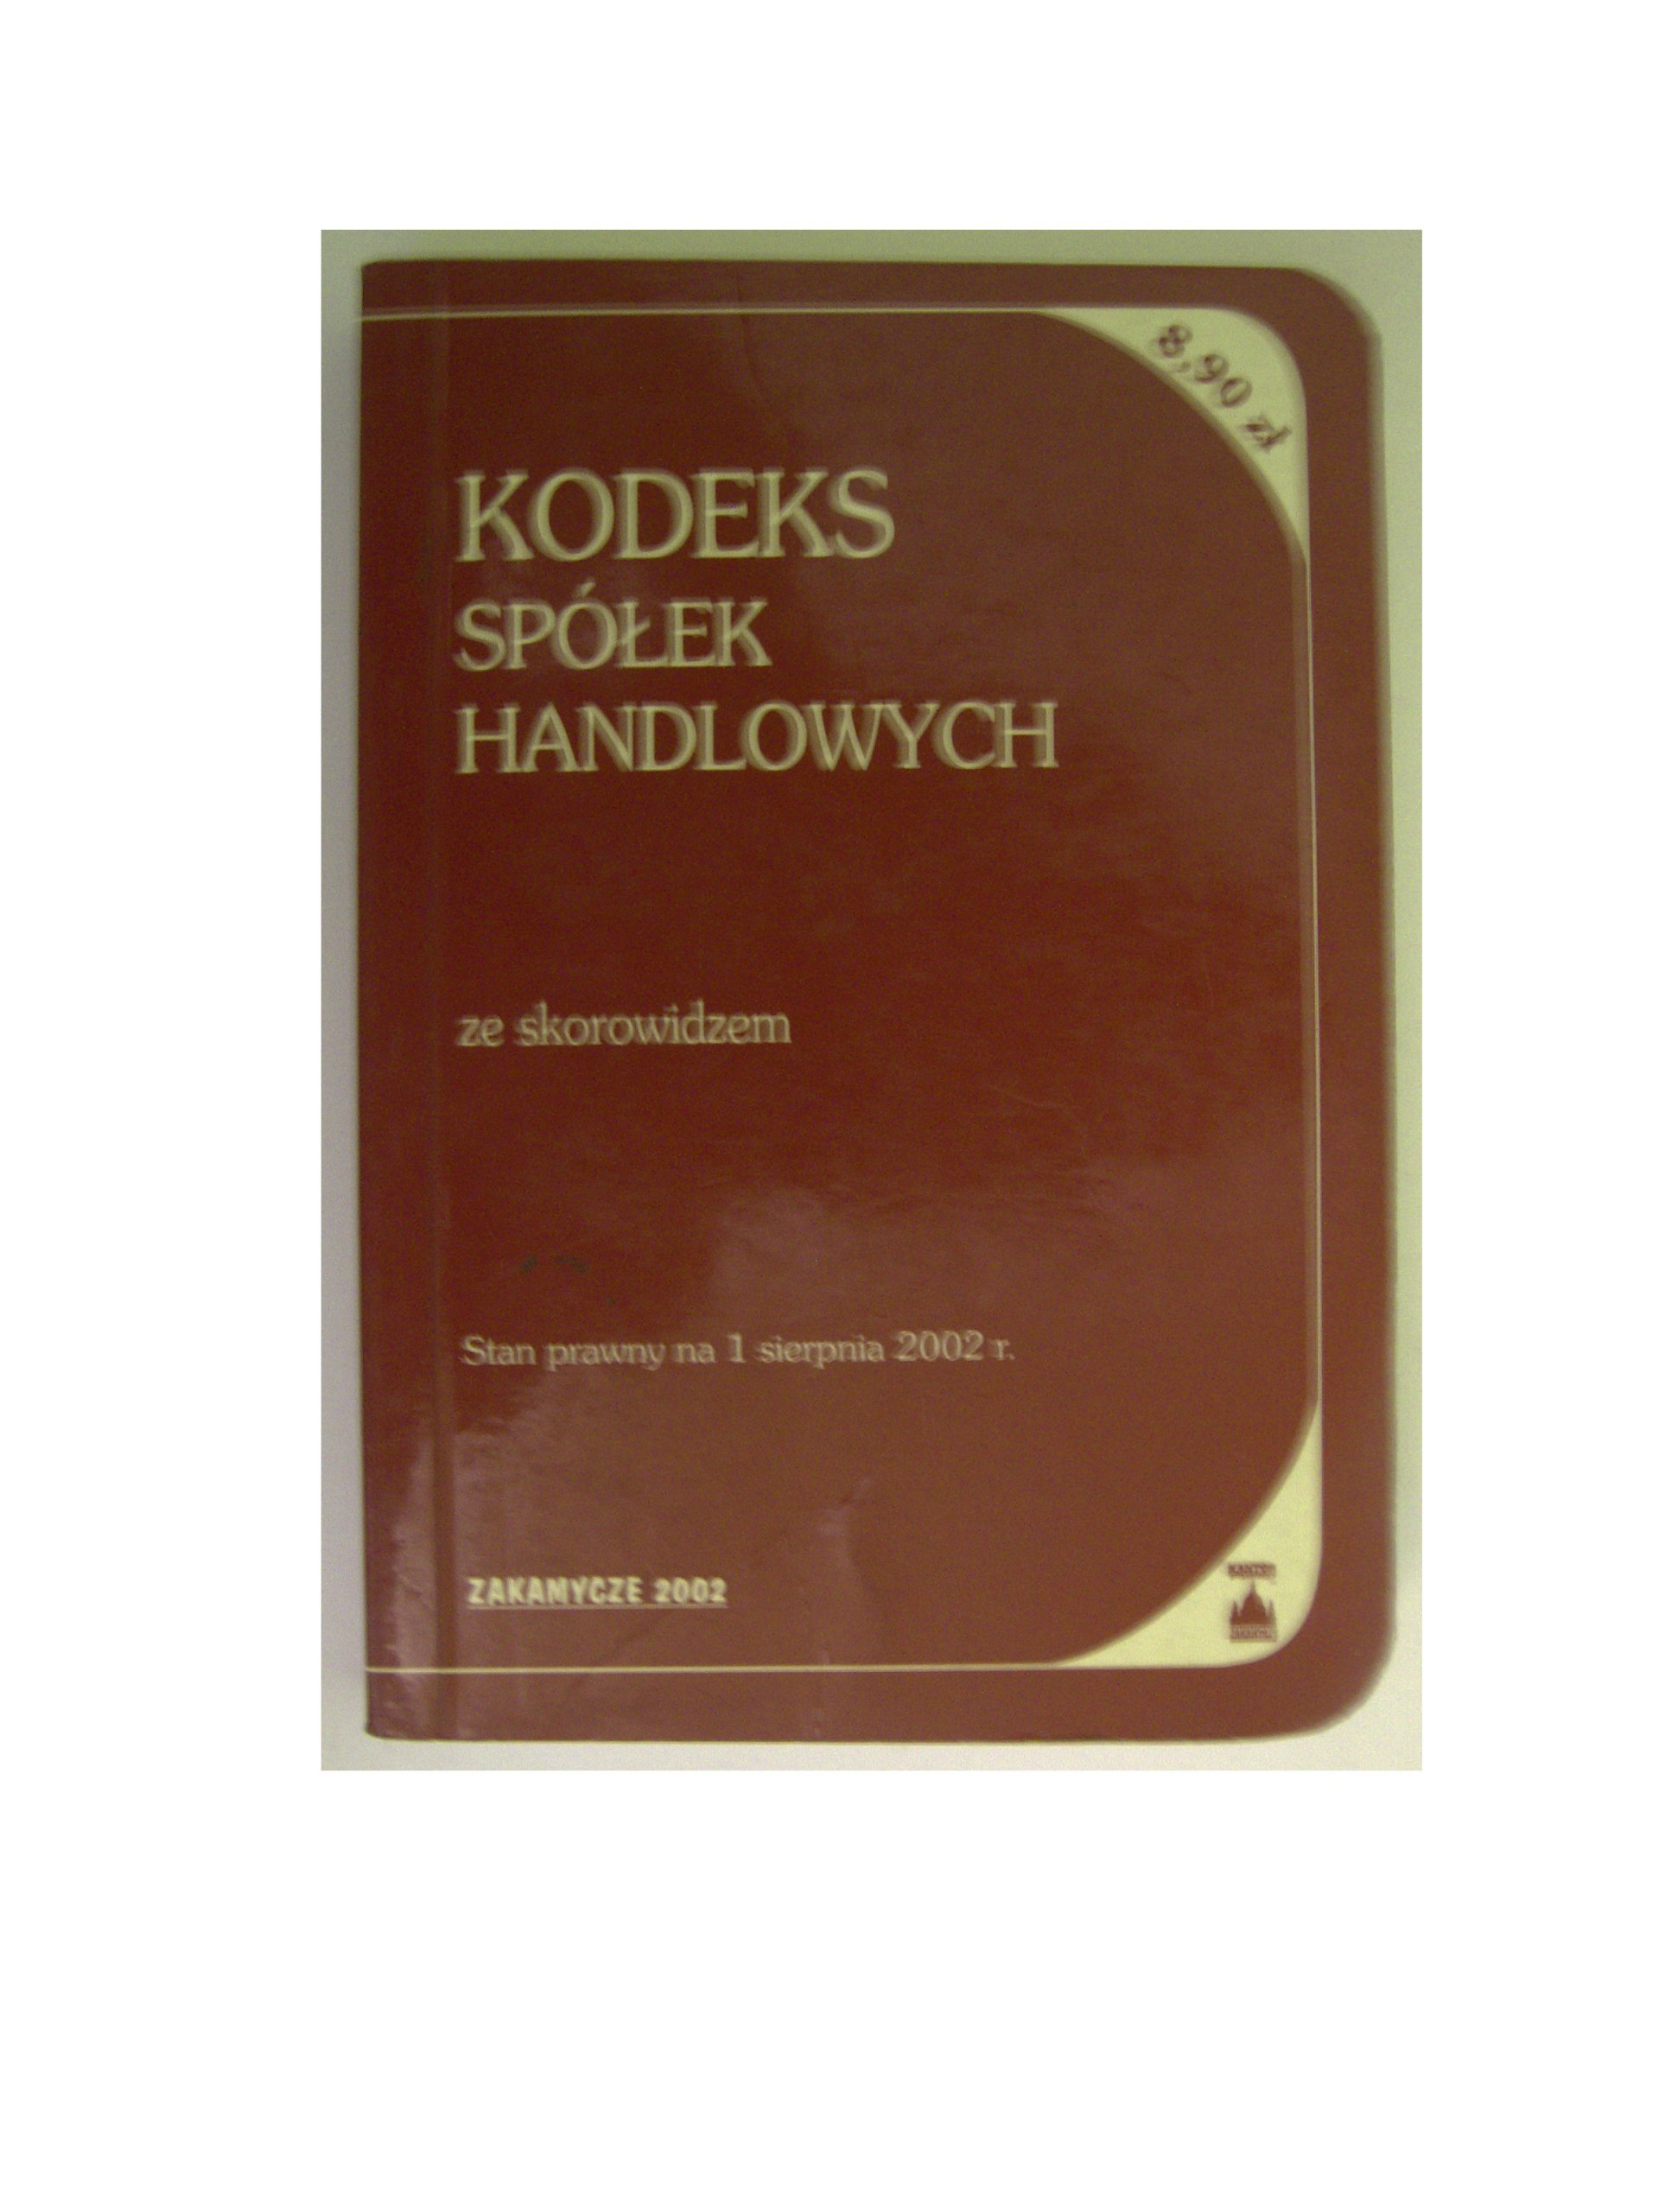 8,90 zł
KODEKS
SPÓŁEK
HANDLOWYCH
ze skorowidzem
Stan prawny na 1 sierpnia 2002 r.
ZAKAMYCZE 2002